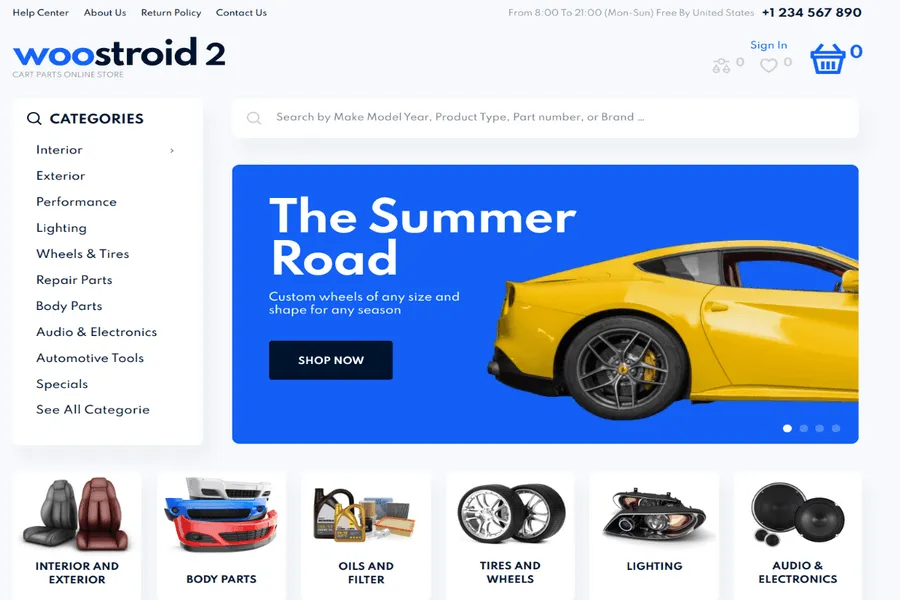 Help Center About Us Return Policy Contact Us
From 8:00 To 21:00 (Mon-Sun) Free By United States +1 234 567 890
woostroid 2
CART PARTS ONLINE STORE
Sign In
0 0 0
CATEGORIES
Interior
Exterior
Performance
Lighting
Wheels & Tires
Repair Parts
Body Parts
Audio & Electronics
Automotive Tools
Specials
See All Categorie
Search by Make Model Year, Product Type, Part number, or Brand ...
The Summer
Road
Custom wheels of any size and
shape for any season
SHOP NOW
INTERIOR AND
EXTERIOR
BODY PARTS
OILS AND
FILTER
TIRES AND
WHEELS
LIGHTING
AUDIO &
ELECTRONICS